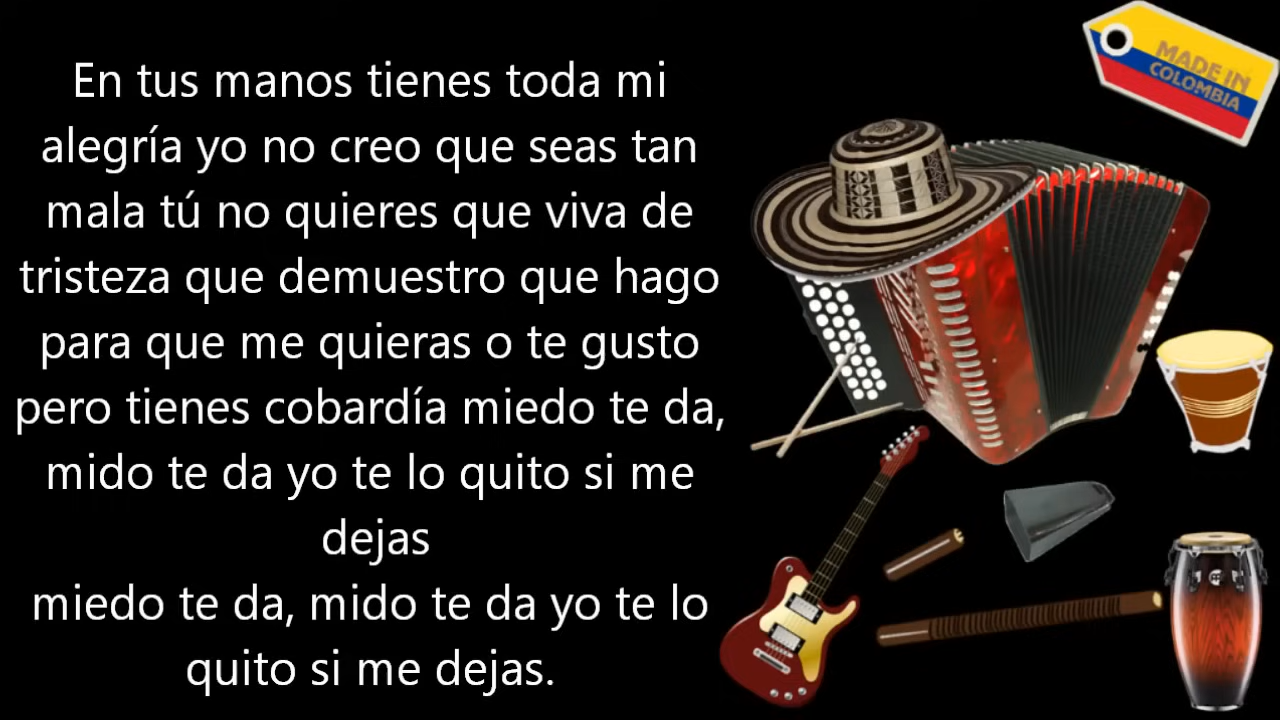 En tus manos tienes toda mi
alegría yo no creo que seas tan
mala tú no quieres que viva de
tristeza que demuestro que hago
para que me quieras o te gusto
pero tienes cobardía miedo te da,
mido te da yo te lo quito si me
dejas
miedo te da, mido te da yo te lo
quito si me dejas.
MADE IN
COLOMBIA